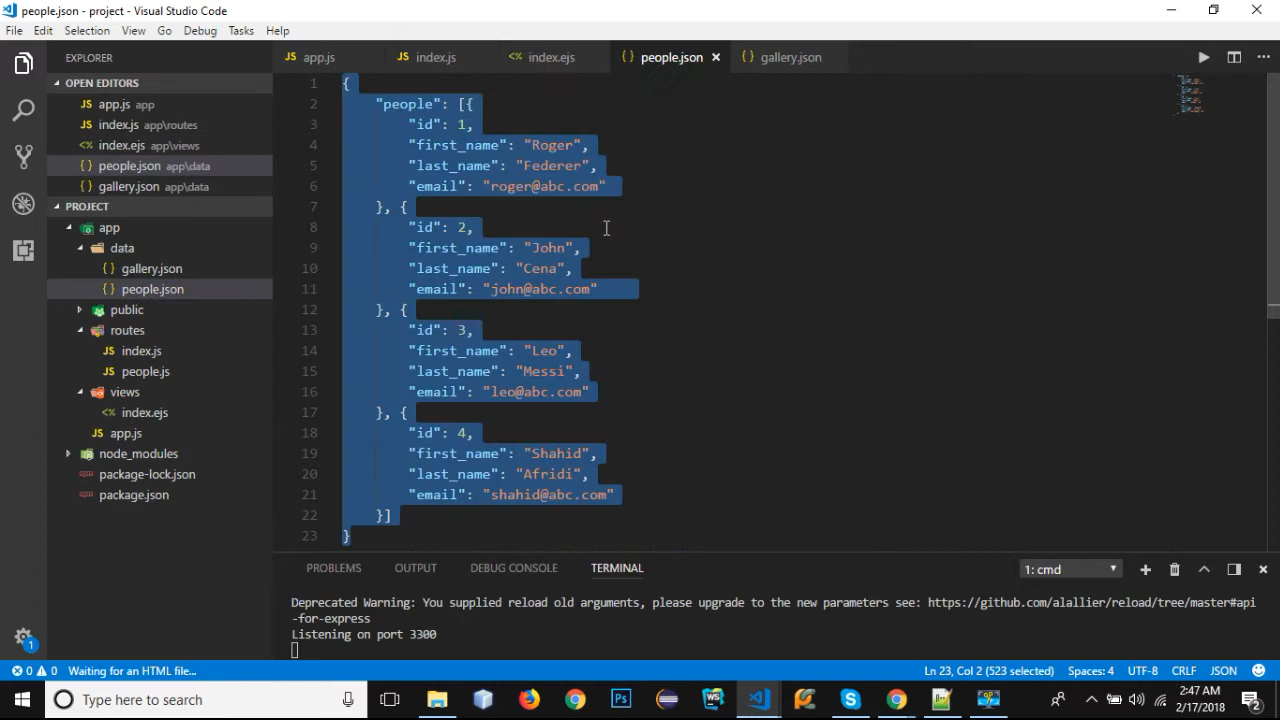 people.json - project - Visual Studio Code
File Edit Selection View Go Debug Tasks Help
EXPLORER
OPEN EDITORS
app.js app
index.js app\routes
index.ejs app\views
people.json app\data
gallery.json app\data
PROJECT
app
data
gallery.json
people.json
public
routes
index.js
people.js
views
index.ejs
app.js
node_modules
package-lock.json
package.json
app.js index.js index.ejs people.json gallery.json
1 {
2 "people": [{
3 "id": 1,
4 "first_name": "Roger",
5 "last_name": "Federer",
6 "email": "roger@abc.com"
7 }, {
8 "id": 2,
9 "first_name": "John",
10 "last_name": "Cena",
11 "email": "john@abc.com"
12 }, {
13 "id": 3,
14 "first_name": "Leo",
15 "last_name": "Messi",
16 "email": "leo@abc.com"
17 }, {
18 "id": 4,
19 "first_name": "Shahid",
20 "last_name": "Afridi",
21 "email": "shahid@abc.com"
22 }]
23 }
PROBLEMS OUTPUT DEBUG CONSOLE TERMINAL 1: cmd
Deprecated Warning: You supplied reload old arguments, please upgrade to the new parameters see: https://github.com/alallier/reload/tree/master#api
-for-express
Listening on port 3300
1
0 0 Waiting for an HTML file... Ln 23, Col 2 (523 selected) Spaces: 4 UTF-8 CRLF JSON
Type here to search
Ps
WS
2:47 AM
2/17/2018
2